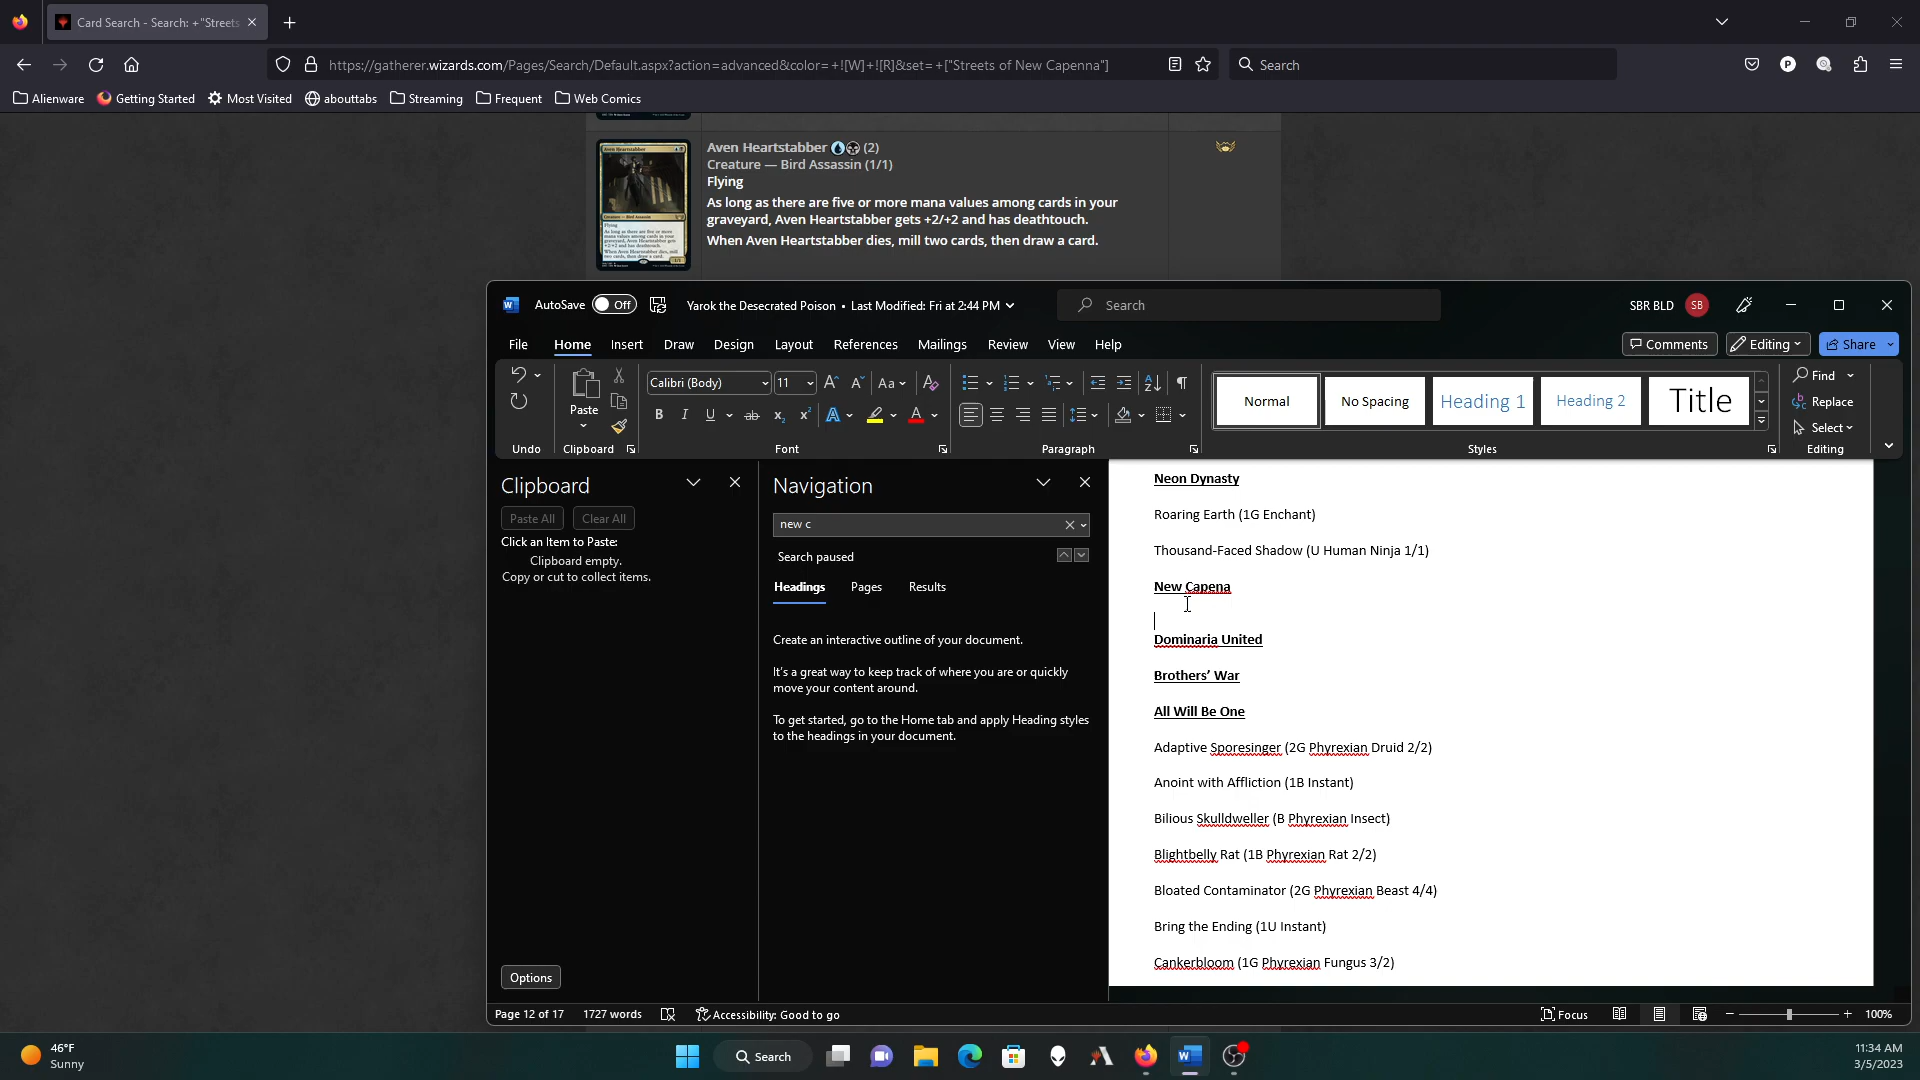 Card Search - Search: +"Streets
https://gatherer.wizards.com/Pages/Search/Default.aspx?action=advanced&color=+![W]+![R]&set=+["Streets of New Capenna"]
Search
Alienware Getting Started Most Visited abouttabs Streaming Frequent Web Comics
Aven Heartstabber (2)
Creature — Bird Assassin (1/1)
Flying
As long as there are five or more mana values among cards in your
graveyard, Aven Heartstabber gets +2/+2 and has deathtouch.
When Aven Heartstabber dies, mill two cards, then draw a card.
AutoSave Off Yarok the Desecrated Poison • Last Modified: Fri at 2:44 PM Search SBR BLD SB
File Home Insert Draw Design Layout References Mailings Review View Help Comments Editing Share
Paste Calibri (Body) 11 Normal No Spacing Heading 1 Heading 2 Title Find Replace Select
Undo Clipboard Font Paragraph Styles Editing
Clipboard
Paste All Clear All
Click an Item to Paste:
Clipboard empty.
Copy or cut to collect items.
Options
Navigation
new c
Search paused
Headings Pages Results
Create an interactive outline of your document.
It's a great way to keep track of where you are or quickly
move your content around.
To get started, go to the Home tab and apply Heading styles
to the headings in your document.
Neon Dynasty
Roaring Earth (1G Enchant)
Thousand-Faced Shadow (U Human Ninja 1/1)
New Capena
Dominaria United
Brothers’ War
All Will Be One
Adaptive Sporesinger (2G Phyrexian Druid 2/2)
Anoint with Affliction (1B Instant)
Bilious Skulldweller (B Phyrexian Insect)
Blightbelly Rat (1B Phyrexian Rat 2/2)
Bloated Contaminator (2G Phyrexian Beast 4/4)
Bring the Ending (1U Instant)
Cankerbloom (1G Phyrexian Fungus 3/2)
Page 12 of 17 1727 words Accessibility: Good to go Focus 100%
46°F
Sunny
Search
11:34 AM
3/5/2023